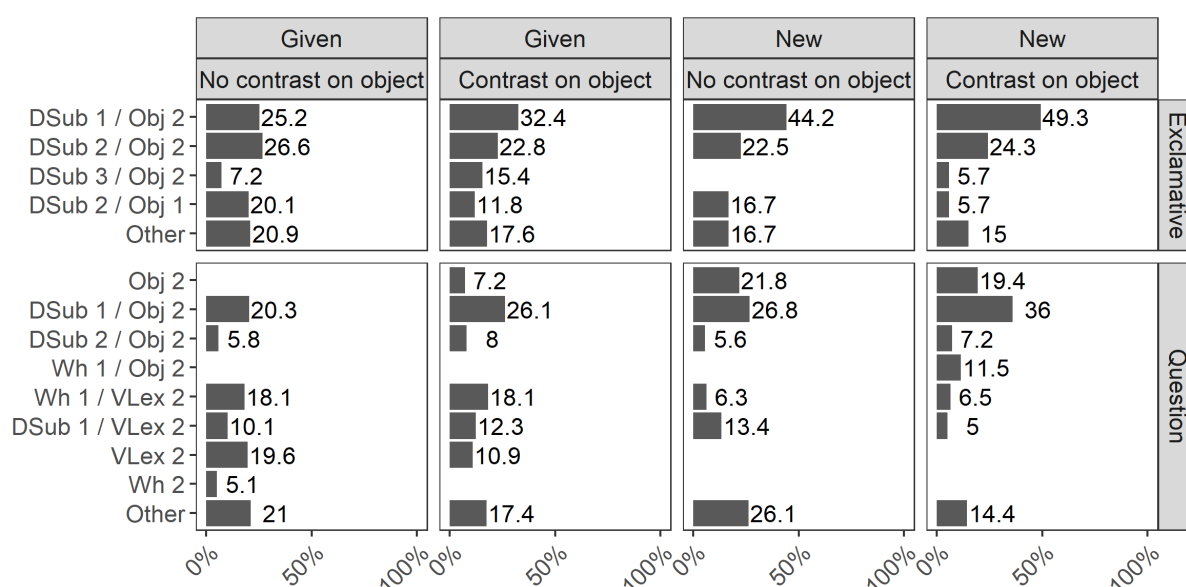 Given Given New New
No contrast on object Contrast on object No contrast on object Contrast on object
DSub 1 / Obj 2 25.2 32.4 44.2 49.3
DSub 2 / Obj 2 26.6 22.8 22.5 24.3
DSub 3 / Obj 2 7.2 15.4 5.7
DSub 2 / Obj 1 20.1 11.8 16.7 5.7
Other 20.9 17.6 16.7 15
Exclamative
Obj 2 7.2 21.8 19.4
DSub 1 / Obj 2 20.3 26.1 26.8 36
DSub 2 / Obj 2 5.8 8 5.6 7.2
Wh 1 / Obj 2 11.5
Wh 1 / VLex 2 18.1 18.1 6.3 6.5
DSub 1 / VLex 2 10.1 12.3 13.4 5
VLex 2 19.6 10.9
Wh 2 5.1
Other 21 17.4 26.1 14.4
Question
0% 50% 100% 0% 50% 100% 0% 50% 100% 0% 50% 100%